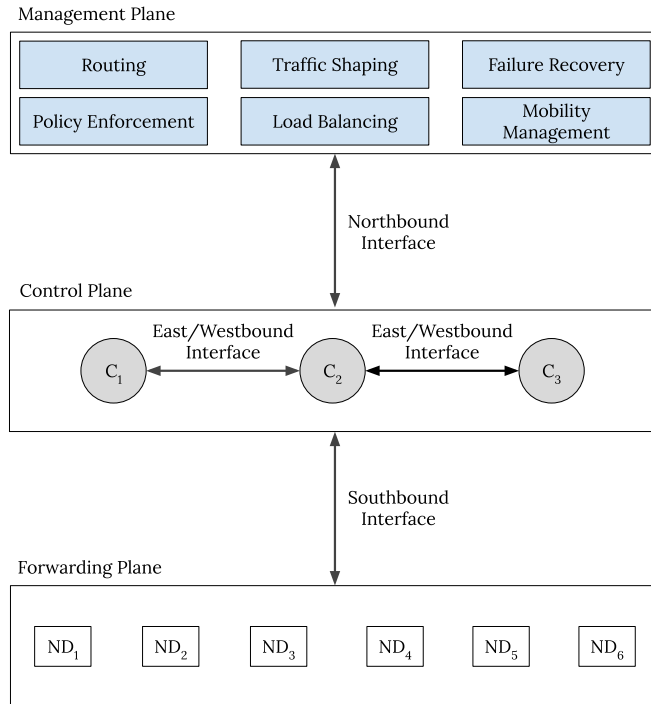 Management Plane
Routing
Traffic Shaping
Failure Recovery
Policy Enforcement
Load Balancing
Mobility
Management
Northbound
Interface
Control Plane
East/Westbound
Interface
East/Westbound
Interface
C1
C2
C3
Southbound
Interface
Forwarding Plane
ND1
ND2
ND3
ND4
ND5
ND6